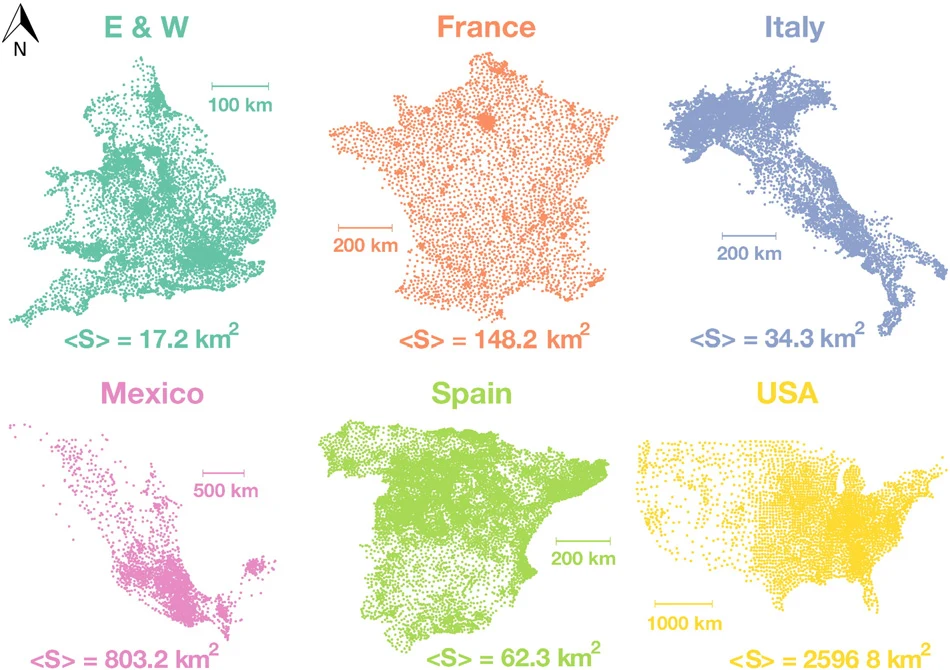 N
E & W
France
Italy
100 km
200 km
200 km
<S> = 17.2 km²
<S> = 148.2 km²
<S> = 34.3 km²
Mexico
Spain
USA
500 km
200 km
1000 km
<S> = 803.2 km²
<S> = 62.3 km²
<S> = 2596 8 km²